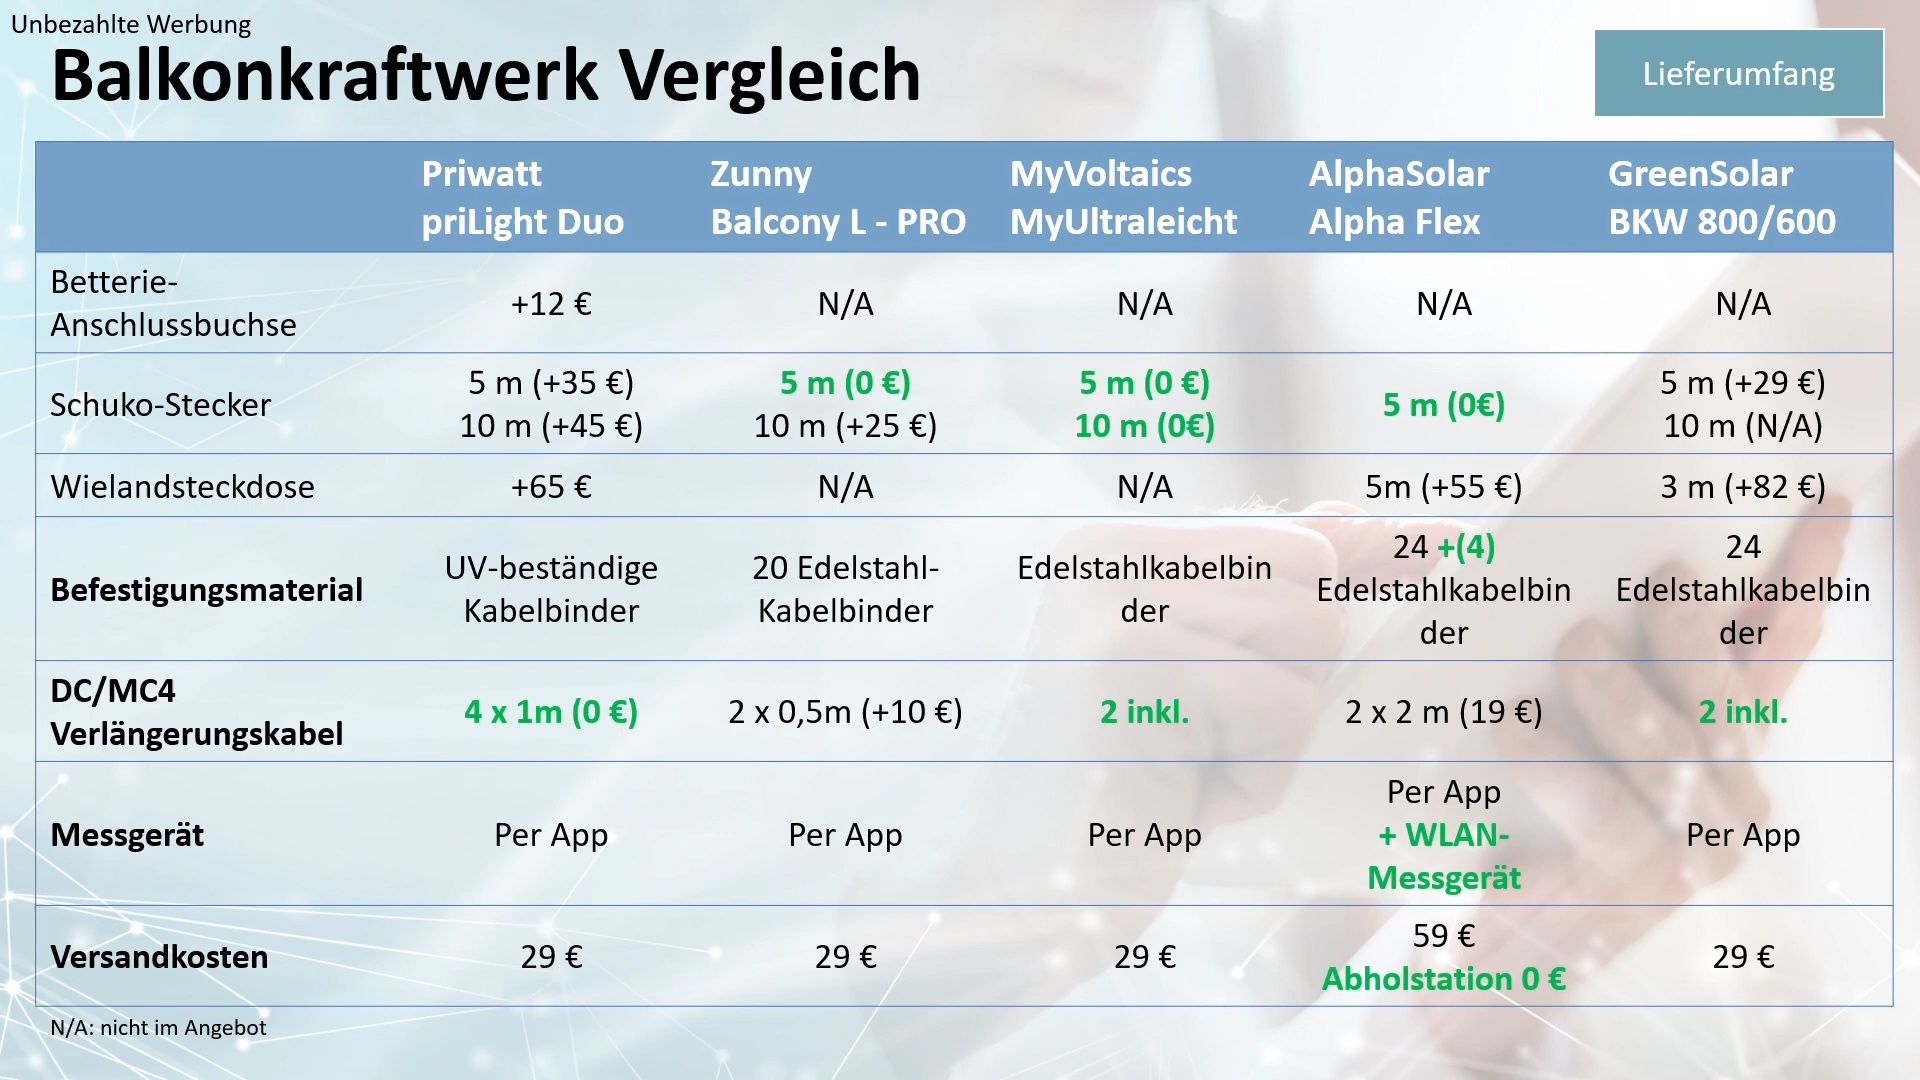 Unbezahlte Werbung
Balkonkraftwerk Vergleich
Lieferumfang
Priwatt
priLight Duo
Zunny
Balcony L - PRO
MyVoltaics
MyUltraleicht
AlphaSolar
Alpha Flex
GreenSolar
BKW 800/600
Betterie-
Anschlussbuchse
+12 €
N/A
N/A
N/A
N/A
Schuko-Stecker
5 m (+35 €)
10 m (+45 €)
5 m (0 €)
10 m (+25 €)
5 m (0 €)
10 m (0€)
5 m (0€)
5 m (+29 €)
10 m (N/A)
Wielandsteckdose
+65 €
N/A
N/A
5m (+55 €)
3 m (+82 €)
Befestigungsmaterial
UV-beständige
Kabelbinder
20 Edelstahl-
Kabelbinder
Edelstahlkabelbin
der
24 +(4)
Edelstahlkabelbin
der
24
Edelstahlkabelbin
der
DC/MC4
Verlängerungskabel
4 x 1m (0 €)
2 x 0,5m (+10 €)
2 inkl.
2 x 2 m (19 €)
2 inkl.
Messgerät
Per App
Per App
Per App
Per App
+ WLAN-
Messgerät
Per App
Versandkosten
29 €
29 €
29 €
59 €
Abholstation 0 €
29 €
N/A: nicht im Angebot